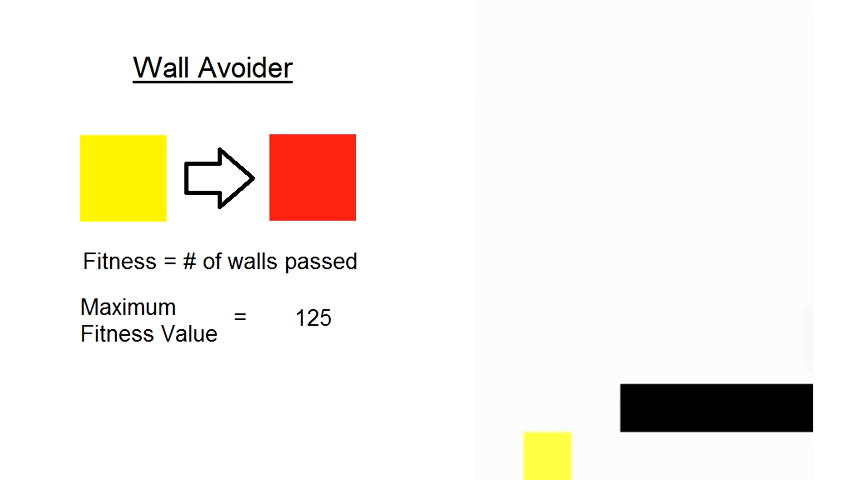 Wall Avoider
Fitness = # of walls passed
Maximum
Fitness Value = 125